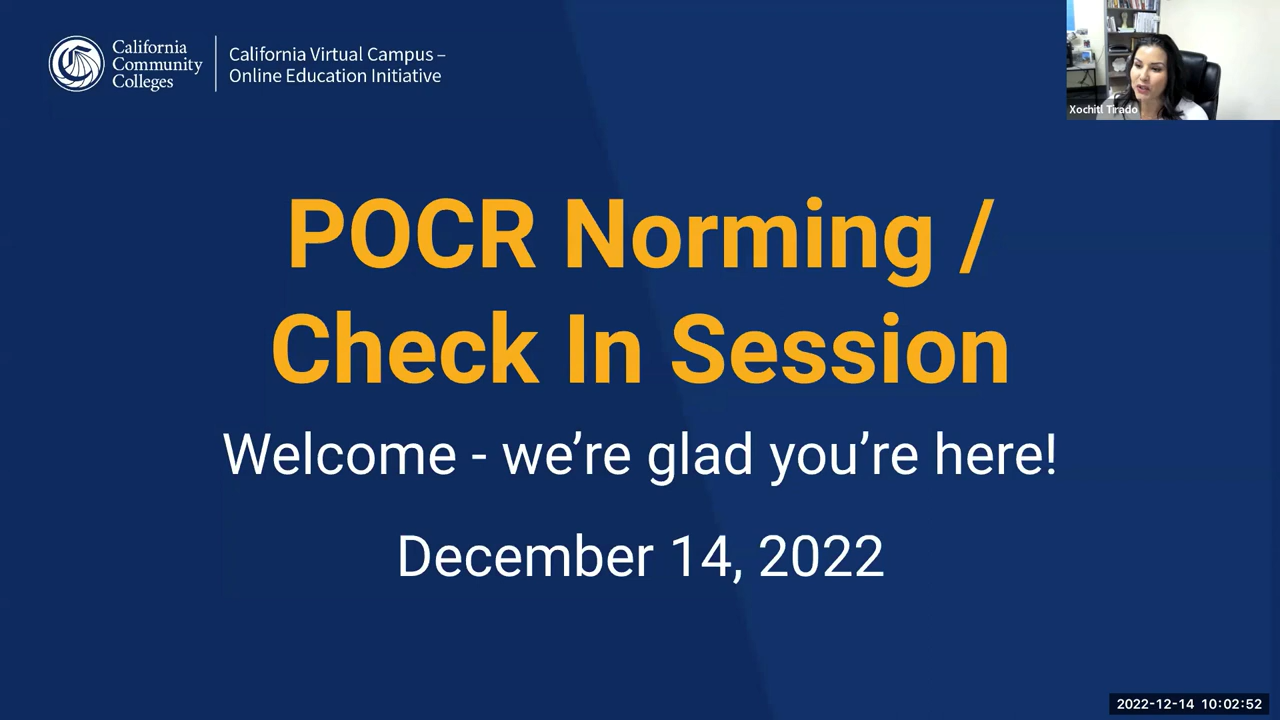 California
Community
Colleges
California Virtual Campus –
Online Education Initiative
Xochitl Tirado
POCR Norming /
Check In Session
Welcome - we’re glad you’re here!
December 14, 2022
2022-12-14 10:02:52